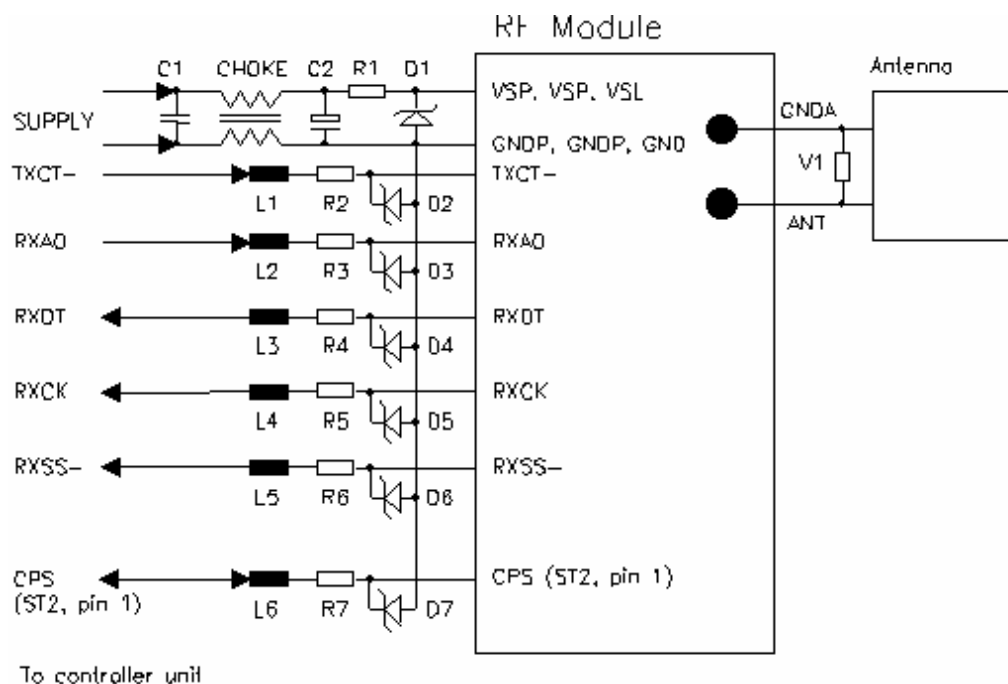 RF Module
C1 CHOKE C2 R1 D1
Antenna
VSP, VSP, VSL
GNDA
SUPPLY
GNDP, GNDP, GND
V1
TXCT-
TXCT-
L1 R2 D2
ANT
RXAO
RXAO
L2 R3 D3
RXDT
RXDT
L3 R4 D4
RXCK
RXCK
L4 R5 D5
RXSS-
RXSS-
L5 R6 D6
CPS
(ST2, pin 1)
CPS (ST2, pin 1)
L6 R7 D7
To controller unit